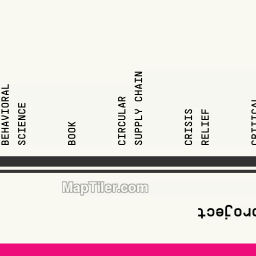 BEHAVIORAL
SCIENCE
BOOK
CIRCULAR
SUPPLY CHAIN
CRISIS
RELIEF
MapTiler.com
project